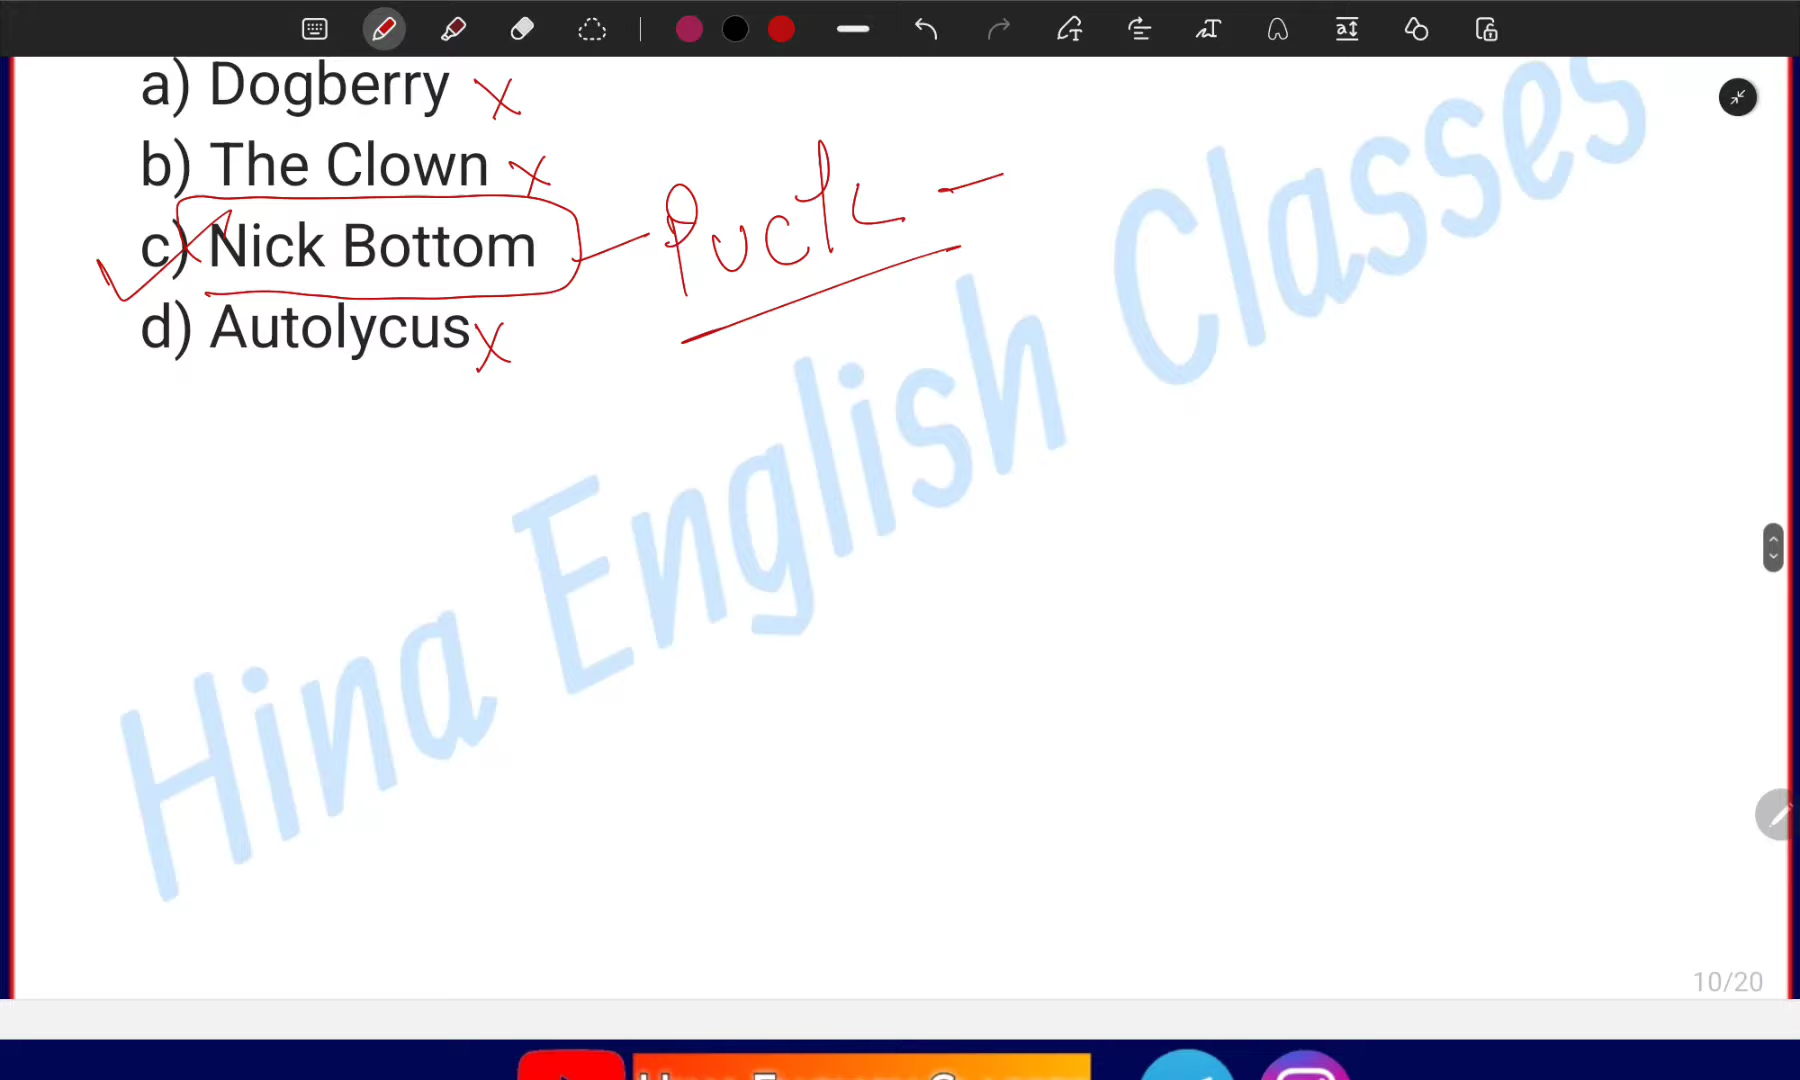 a) Dogberry x
b) The Clown x
c) Nick Bottom - Puck -
d) Autolycus x
Hina English Classes
10/20